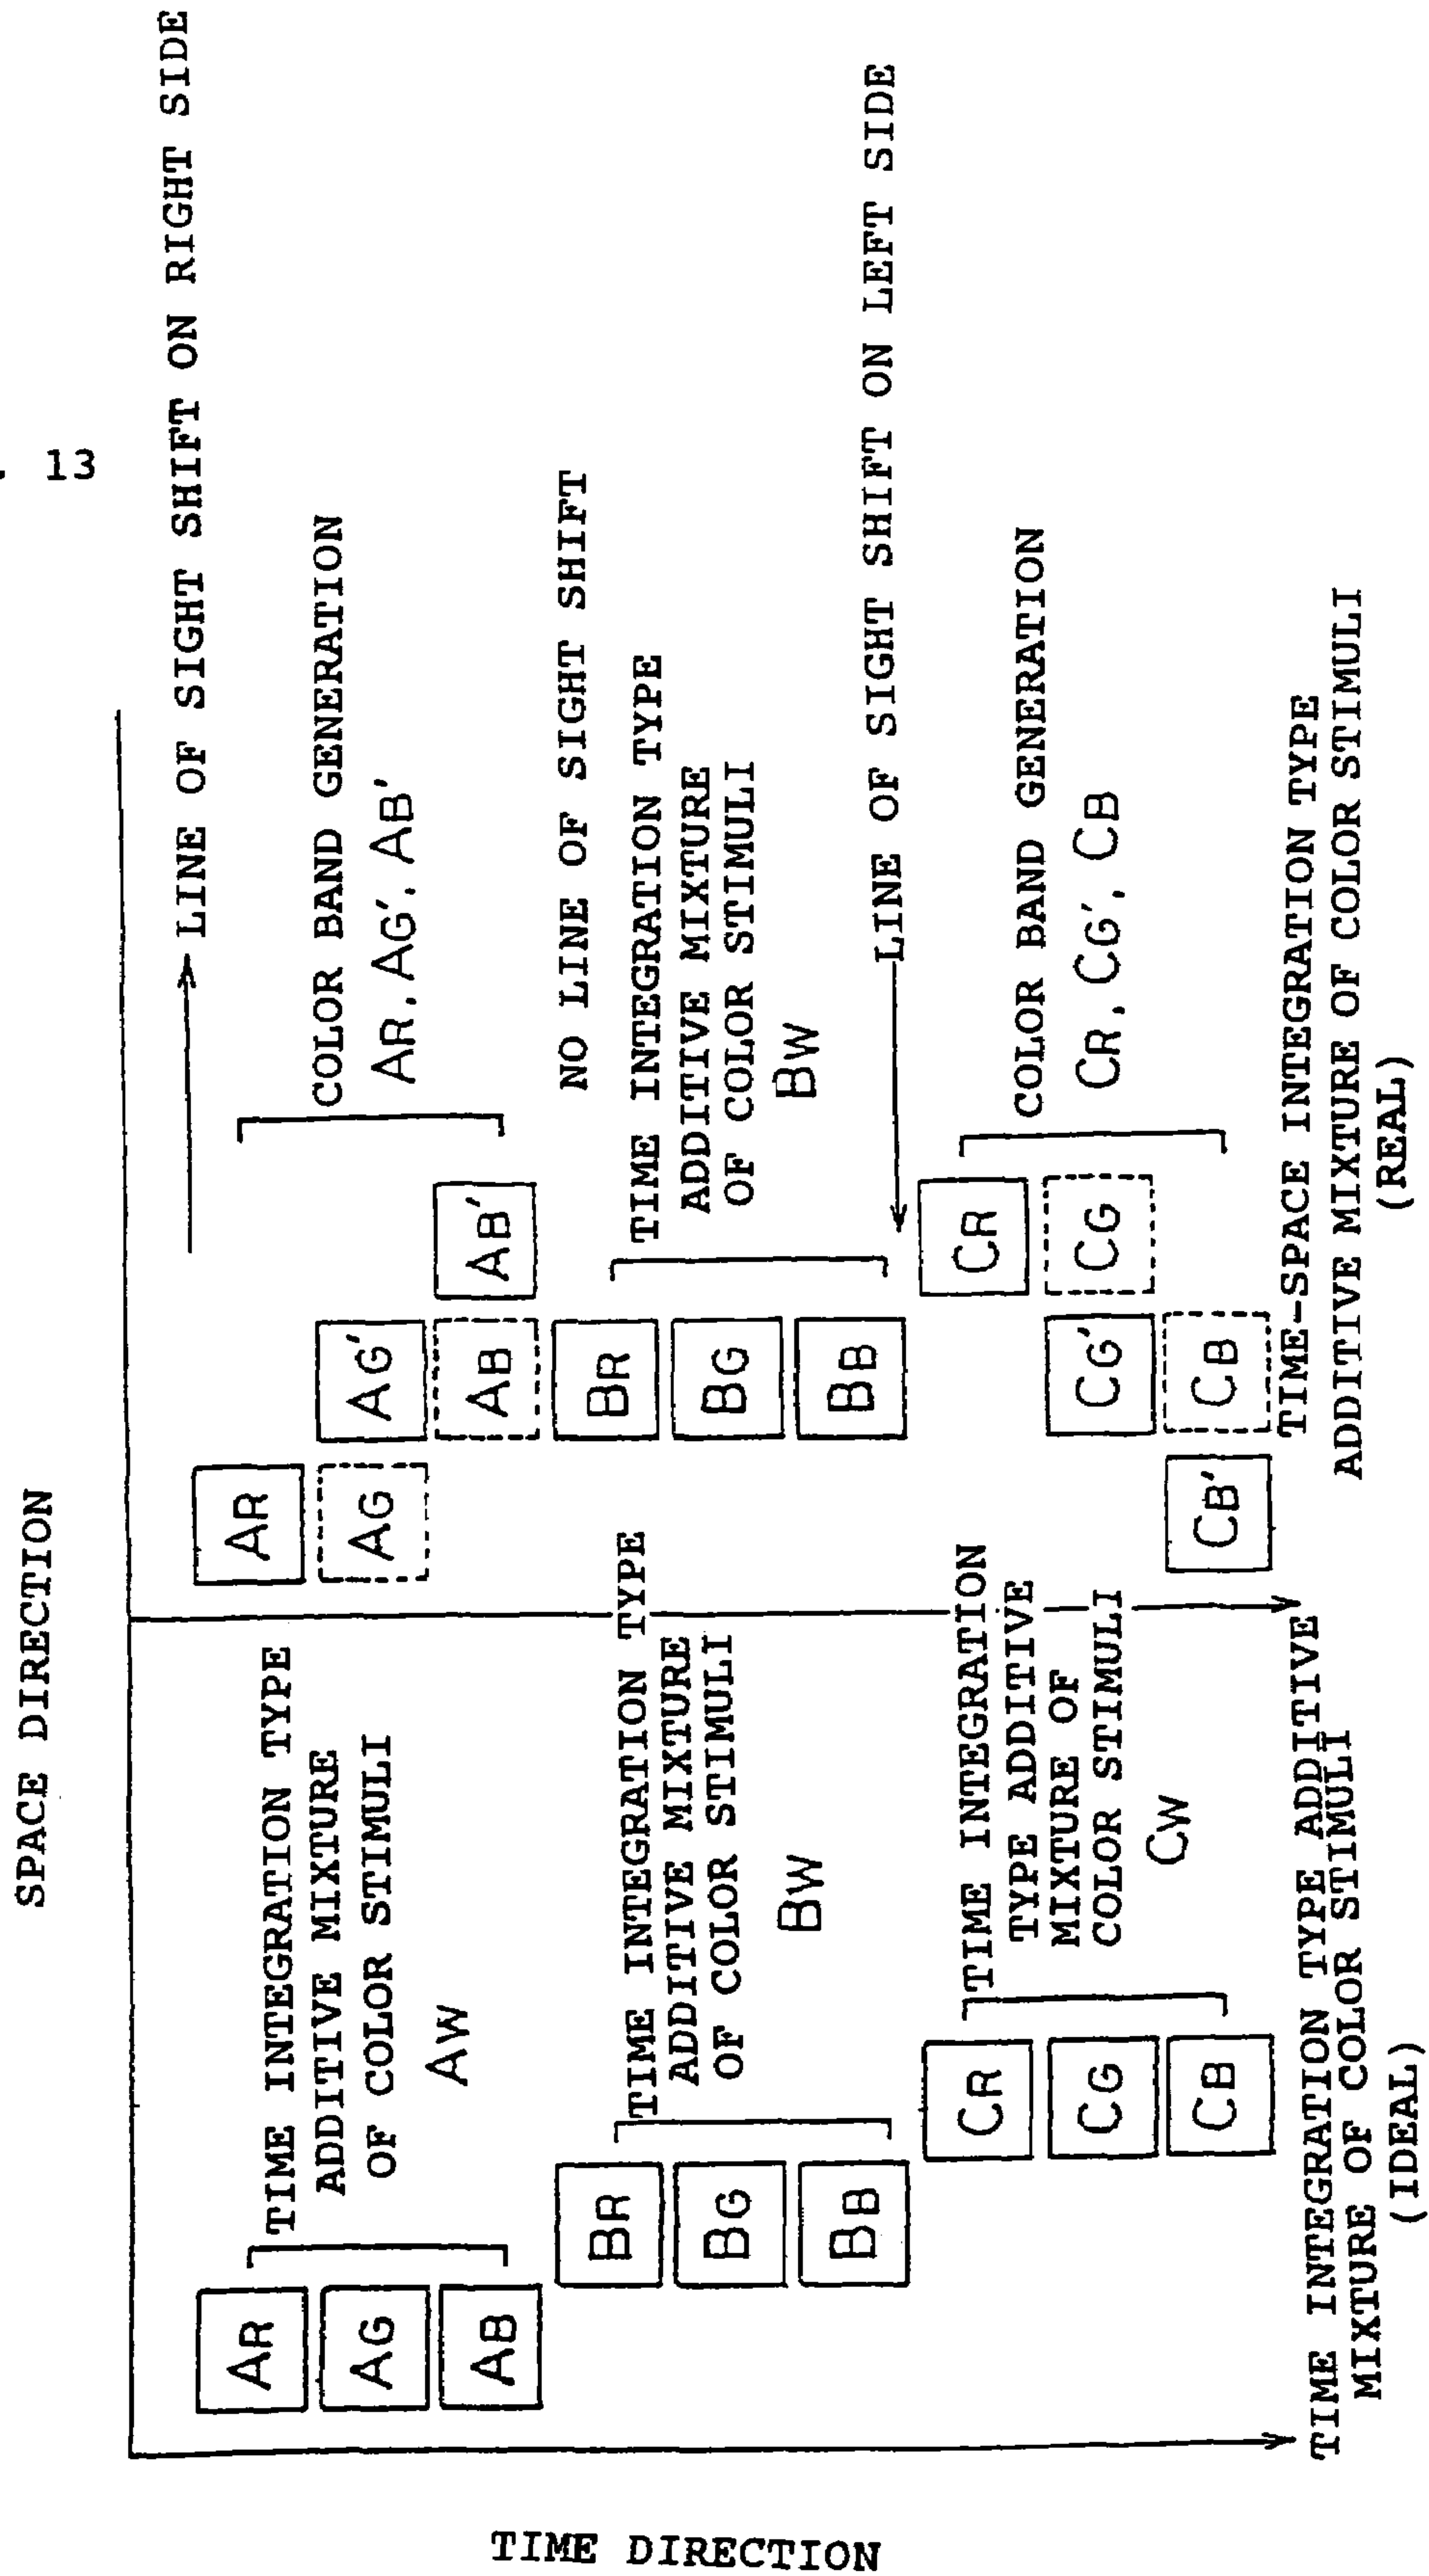 . 13
SPACE DIRECTION
TIME DIRECTION
AR
AG
AB
TIME INTEGRATION TYPE
ADDITIVE MIXTURE
OF COLOR STIMULI
AW
BR
BG
BB
TIME INTEGRATION TYPE
ADDITIVE MIXTURE
OF COLOR STIMULI
BW
CR
CG
CB
TIME INTEGRATION
TYPE ADDITIVE
MIXTURE OF
COLOR STIMULI
CW
TIME INTEGRATION TYPE ADDITIVE
MIXTURE OF COLOR STIMULI
(IDEAL)
LINE OF SIGHT SHIFT ON RIGHT SIDE
AR
AG AG'
AB AB'
COLOR BAND GENERATION
AR, AG', AB'
NO LINE OF SIGHT SHIFT
BR
BG
BB
TIME INTEGRATION TYPE
ADDITIVE MIXTURE
OF COLOR STIMULI
BW
LINE OF SIGHT SHIFT ON LEFT SIDE
CR
CG' CG
CB' CB
COLOR BAND GENERATION
CR, CG', CB
TIME-SPACE INTEGRATION TYPE
ADDITIVE MIXTURE OF COLOR STIMULI
(REAL)